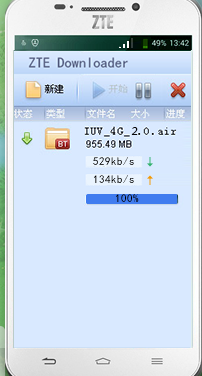 ZTE
49% 13:42
ZTE Downloader
新建 开始
状态 类型 文件名 大小 进度
IUV_4G_2.0.air
955.49 MB
BT
529kb/s
134kb/s
100%